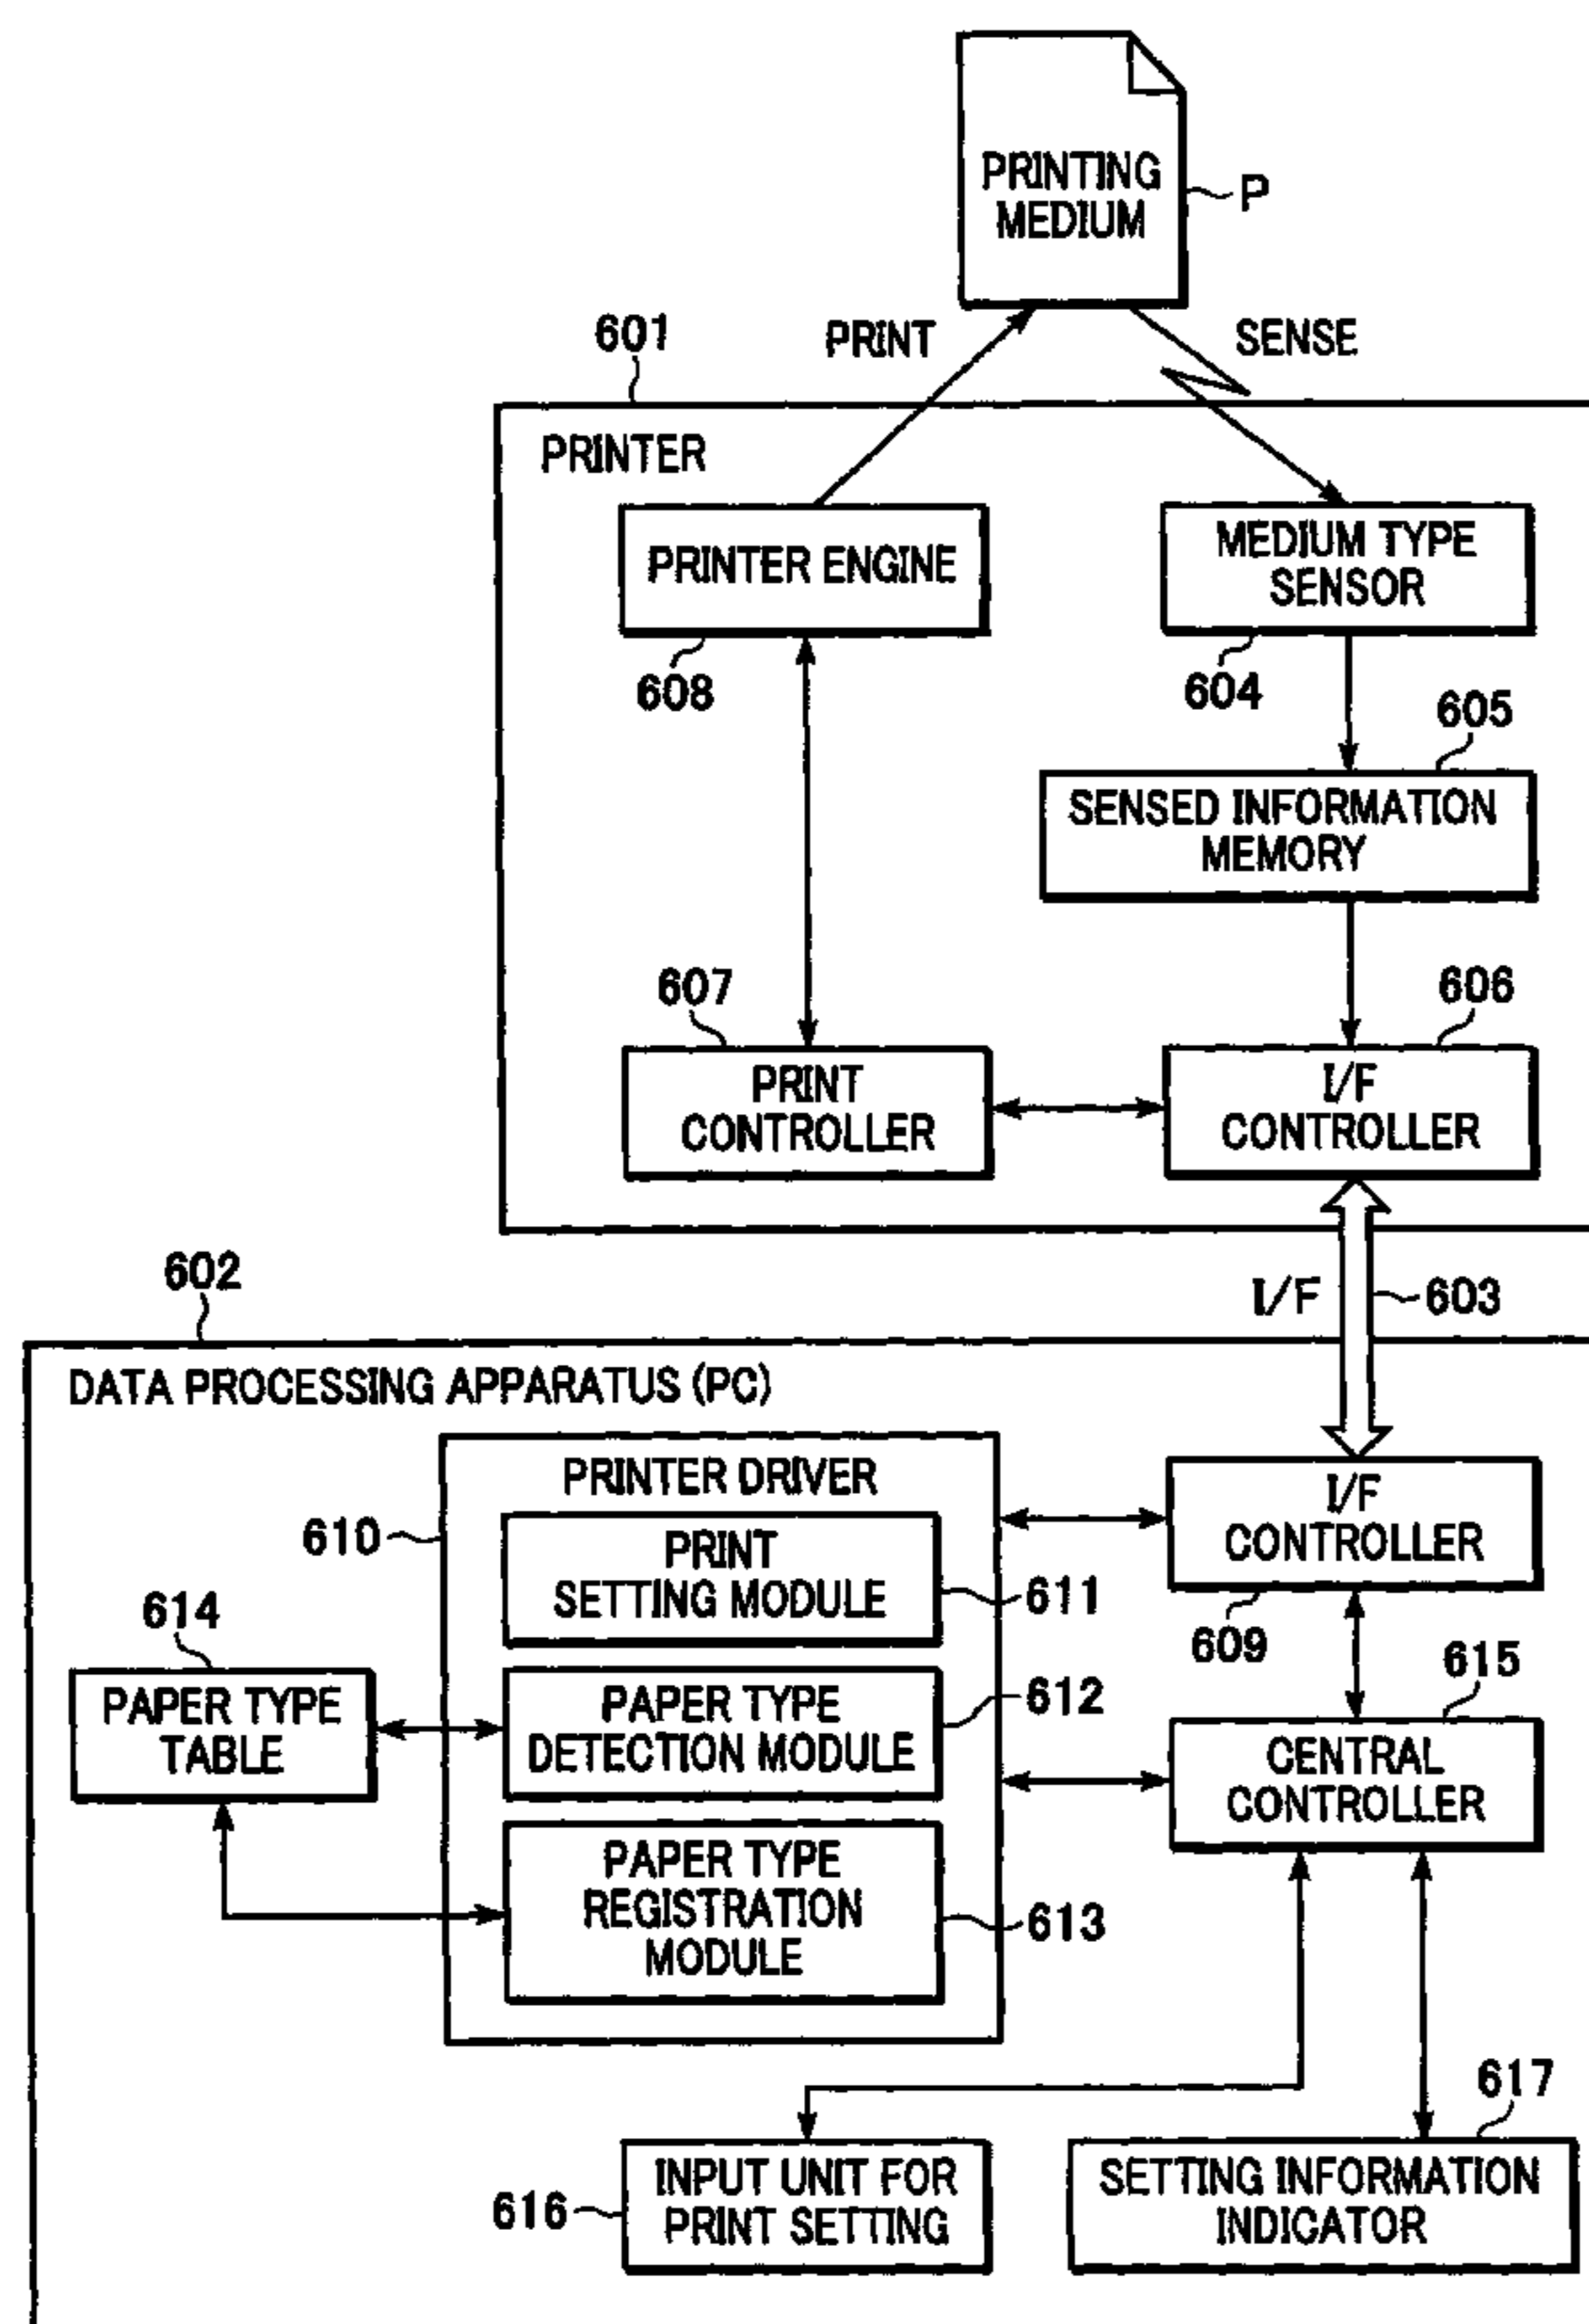 PRINTING
MEDIUM
P
601
PRINT
SENSE
PRINTER
PRINTER ENGINE
MEDIUM TYPE
SENSOR
608
604
605
SENSED INFORMATION
MEMORY
607
606
PRINT
CONTROLLER
I/F
CONTROLLER
602
I/F
603
DATA PROCESSING APPARATUS (PC)
PRINTER DRIVER
610
PRINT
SETTING MODULE
611
I/F
CONTROLLER
609
614
PAPER TYPE
TABLE
PAPER TYPE
DETECTION MODULE
612
615
CENTRAL
CONTROLLER
PAPER TYPE
REGISTRATION
MODULE
613
617
616
INPUT UNIT FOR
PRINT SETTING
SETTING INFORMATION
INDICATOR